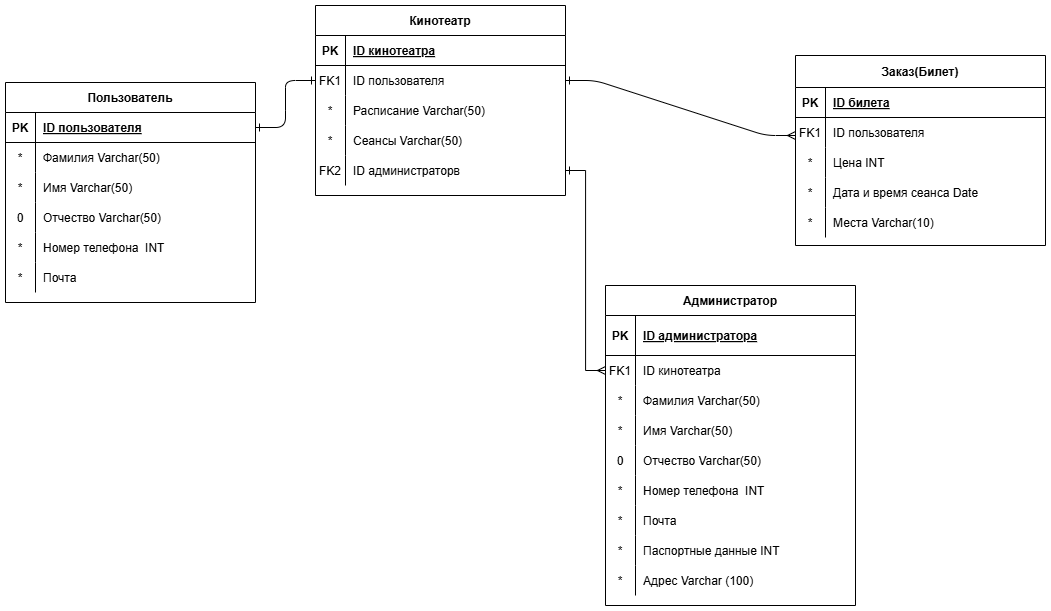 Кинотеатр
PK ID кинотеатра
FK1 ID пользователя
* Расписание Varchar(50)
* Сеансы Varchar(50)
FK2 ID администраторв
Заказ(Билет)
PK ID билета
FK1 ID пользователя
* Цена INT
* Дата и время сеанса Date
* Места Varchar(10)
Пользователь
PK ID пользователя
* Фамилия Varchar(50)
* Имя Varchar(50)
0 Отчество Varchar(50)
* Номер телефона INT
* Почта
Администратор
PK ID администратора
FK1 ID кинотеатра
* Фамилия Varchar(50)
* Имя Varchar(50)
0 Отчество Varchar(50)
* Номер телефона INT
* Почта
* Паспортные данные INT
* Адрес Varchar (100)